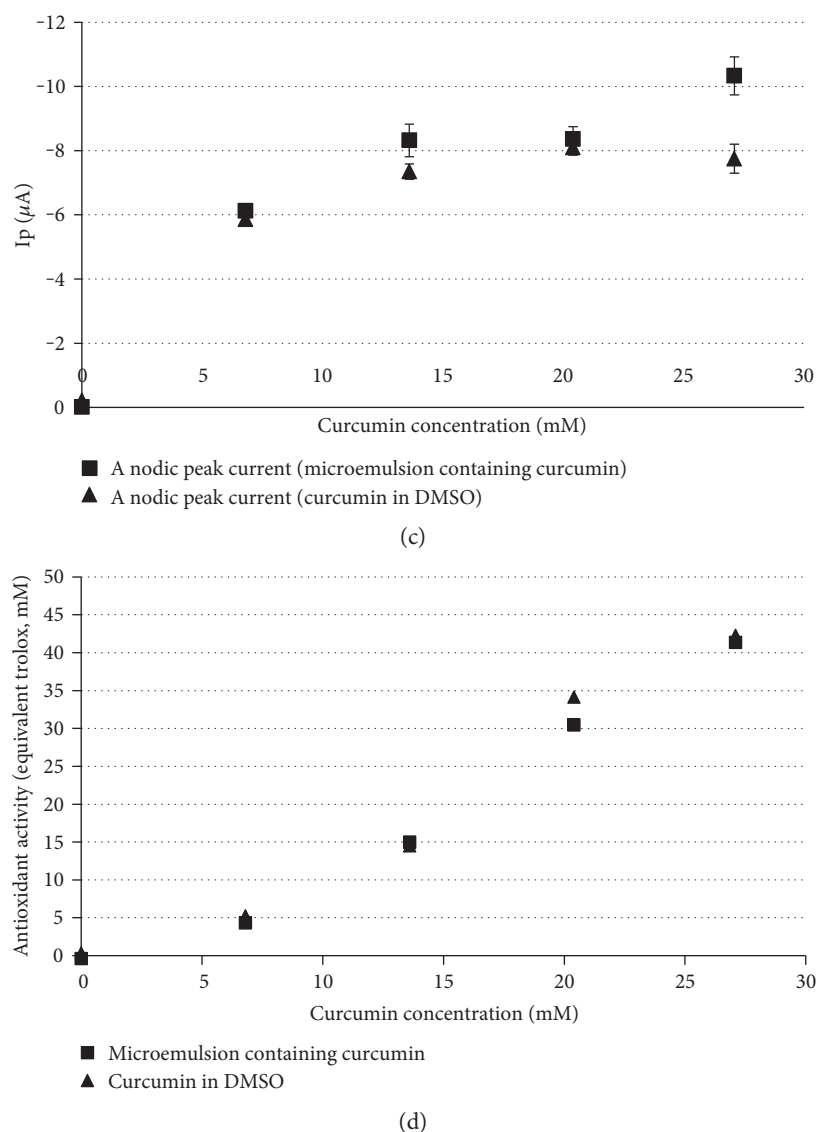 −12
−10
−8
−6
−4
−2
0
Ip (μA)
0 5 10 15 20 25 30
Curcumin concentration (mM)
A nodic peak current (microemulsion containing curcumin)
A nodic peak current (curcumin in DMSO)
(c)
50
45
40
35
30
25
20
15
10
5
0
Antioxidant activity (equivalent trolox, mM)
0 5 10 15 20 25 30
Curcumin concentration (mM)
Microemulsion containing curcumin
Curcumin in DMSO
(d)